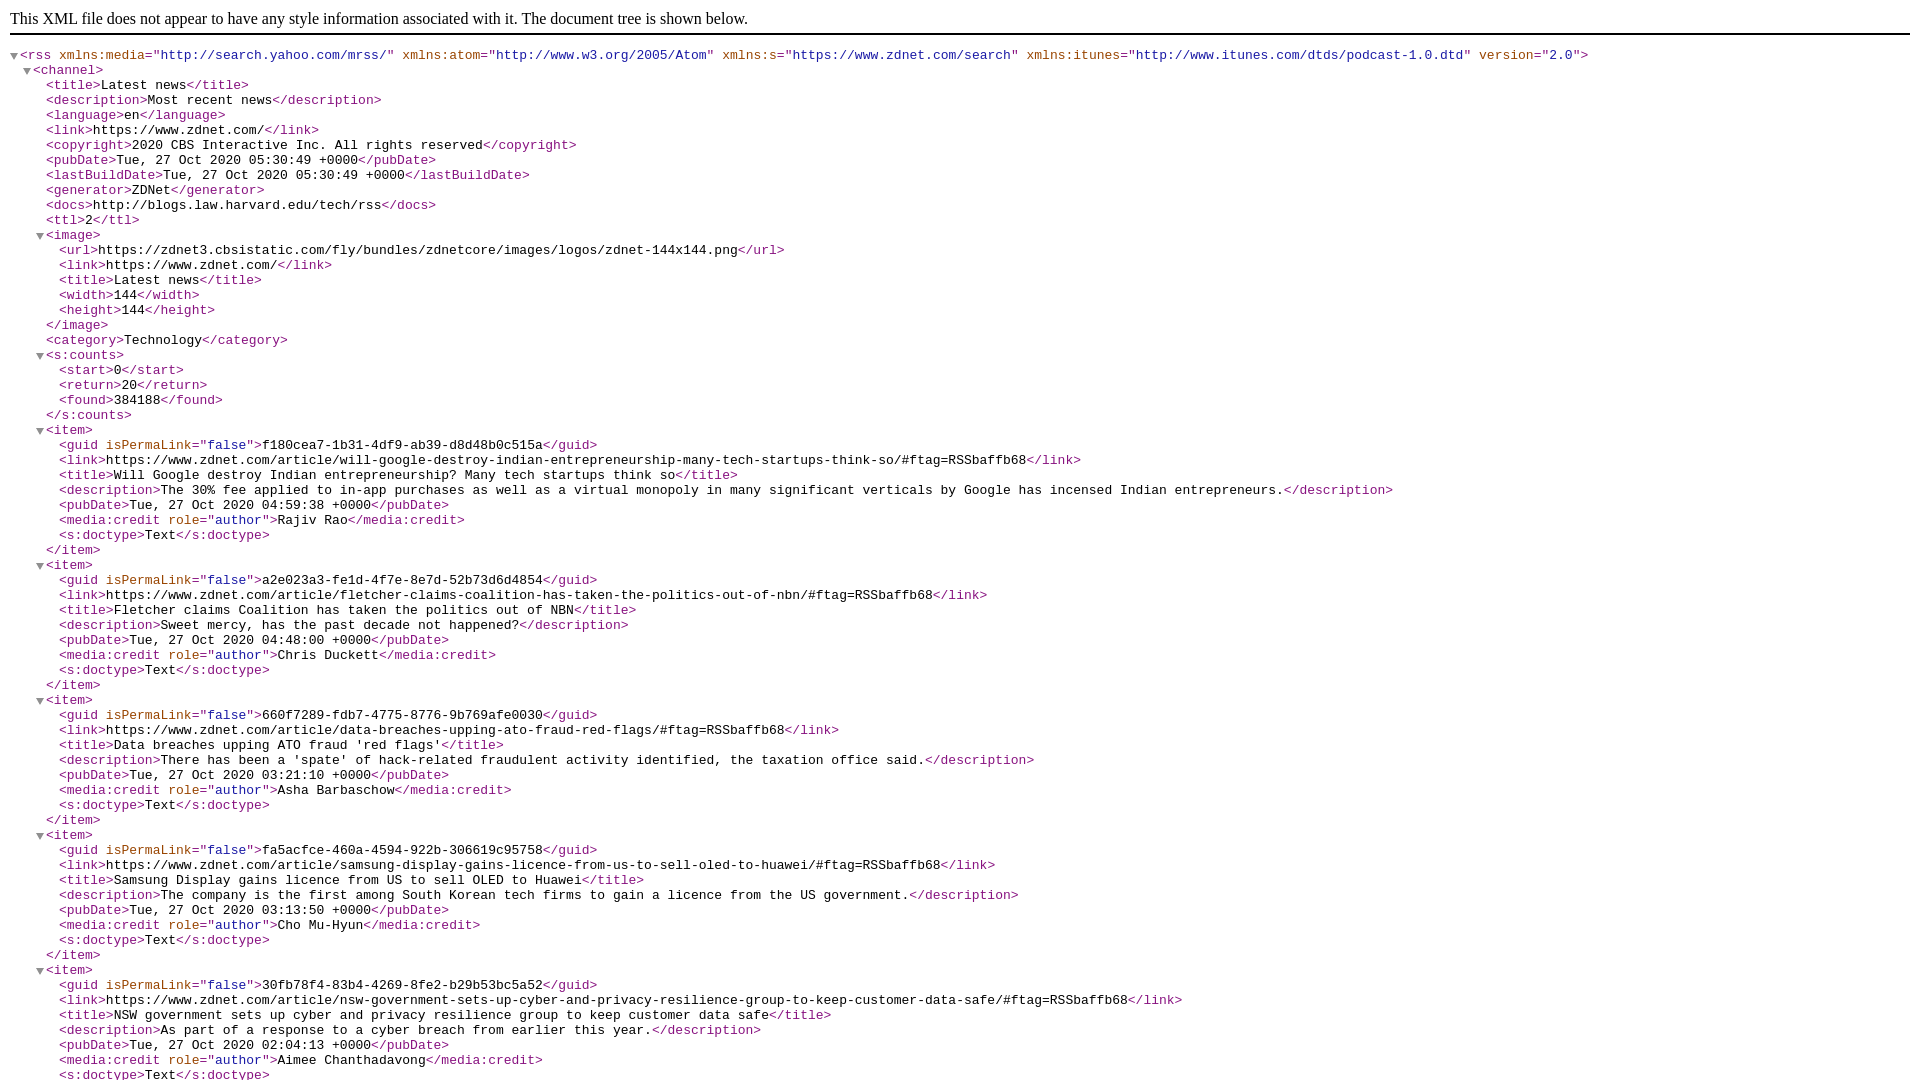 This XML file does not appear to have any style information associated with it. The document tree is shown below.
<rss xmlns:media="http://search.yahoo.com/mrss/" xmlns:atom="http://www.w3.org/2005/Atom" xmlns:s="https://www.zdnet.com/search" xmlns:itunes="http://www.itunes.com/dtds/podcast-1.0.dtd" version="2.0">
<channel>
<title>Latest news</title>
<description>Most recent news</description>
<language>en</language>
<link>https://www.zdnet.com/</link>
<copyright>2020 CBS Interactive Inc. All rights reserved</copyright>
<pubDate>Tue, 27 Oct 2020 05:30:49 +0000</pubDate>
<lastBuildDate>Tue, 27 Oct 2020 05:30:49 +0000</lastBuildDate>
<generator>ZDNet</generator>
<docs>http://blogs.law.harvard.edu/tech/rss</docs>
<ttl>2</ttl>
<image>
<url>https://zdnet3.cbsistatic.com/fly/bundles/zdnetcore/images/logos/zdnet-144x144.png</url>
<link>https://www.zdnet.com/</link>
<title>Latest news</title>
<width>144</width>
<height>144</height>
</image>
<category>Technology</category>
<s:counts>
<start>0</start>
<return>20</return>
<found>384188</found>
</s:counts>
<item>
<guid isPermaLink="false">f180cea7-1b31-4df9-ab39-d8d48b0c515a</guid>
<link>https://www.zdnet.com/article/will-google-destroy-indian-entrepreneurship-many-tech-startups-think-so/#ftag=RSSbaffb68</link>
<title>Will Google destroy Indian entrepreneurship? Many tech startups think so</title>
<description>The 30% fee applied to in-app purchases as well as a virtual monopoly in many significant verticals by Google has incensed Indian entrepreneurs.</description>
<pubDate>Tue, 27 Oct 2020 04:59:38 +0000</pubDate>
<media:credit role="author">Rajiv Rao</media:credit>
<s:doctype>Text</s:doctype>
</item>
<item>
<guid isPermaLink="false">a2e023a3-fe1d-4f7e-8e7d-52b73d6d4854</guid>
<link>https://www.zdnet.com/article/fletcher-claims-coalition-has-taken-the-politics-out-of-nbn/#ftag=RSSbaffb68</link>
<title>Fletcher claims Coalition has taken the politics out of NBN</title>
<description>Sweet mercy, has the past decade not happened?</description>
<pubDate>Tue, 27 Oct 2020 04:48:00 +0000</pubDate>
<media:credit role="author">Chris Duckett</media:credit>
<s:doctype>Text</s:doctype>
</item>
<item>
<guid isPermaLink="false">660f7289-fdb7-4775-8776-9b769afe0030</guid>
<link>https://www.zdnet.com/article/data-breaches-upping-ato-fraud-red-flags/#ftag=RSSbaffb68</link>
<title>Data breaches upping ATO fraud 'red flags'</title>
<description>There has been a 'spate' of hack-related fraudulent activity identified, the taxation office said.</description>
<pubDate>Tue, 27 Oct 2020 03:21:10 +0000</pubDate>
<media:credit role="author">Asha Barbaschow</media:credit>
<s:doctype>Text</s:doctype>
</item>
<item>
<guid isPermaLink="false">fa5acfce-460a-4594-922b-306619c95758</guid>
<link>https://www.zdnet.com/article/samsung-display-gains-licence-from-us-to-sell-oled-to-huawei/#ftag=RSSbaffb68</link>
<title>Samsung Display gains licence from US to sell OLED to Huawei</title>
<description>The company is the first among South Korean tech firms to gain a licence from the US government.</description>
<pubDate>Tue, 27 Oct 2020 03:13:50 +0000</pubDate>
<media:credit role="author">Cho Mu-Hyun</media:credit>
<s:doctype>Text</s:doctype>
</item>
<item>
<guid isPermaLink="false">30fb78f4-83b4-4269-8fe2-b29b53bc5a52</guid>
<link>https://www.zdnet.com/article/nsw-government-sets-up-cyber-and-privacy-resilience-group-to-keep-customer-data-safe/#ftag=RSSbaffb68</link>
<title>NSW government sets up cyber and privacy resilience group to keep customer data safe</title>
<description>As part of a response to a cyber breach from earlier this year.</description>
<pubDate>Tue, 27 Oct 2020 02:04:13 +0000</pubDate>
<media:credit role="author">Aimee Chanthadavong</media:credit>
<s:doctype>Text</s:doctype>